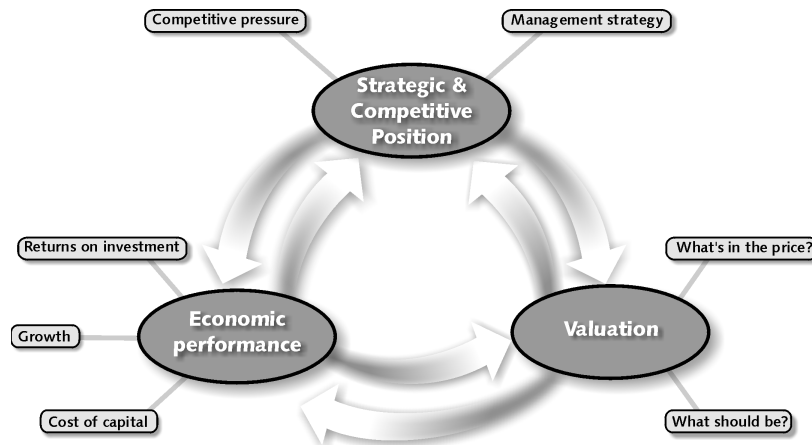 Competitive pressure
Management strategy
Strategic &
Competitive
Position
Returns on investment
What's in the price?
Economic
performance
Valuation
Growth
Cost of capital
What should be?